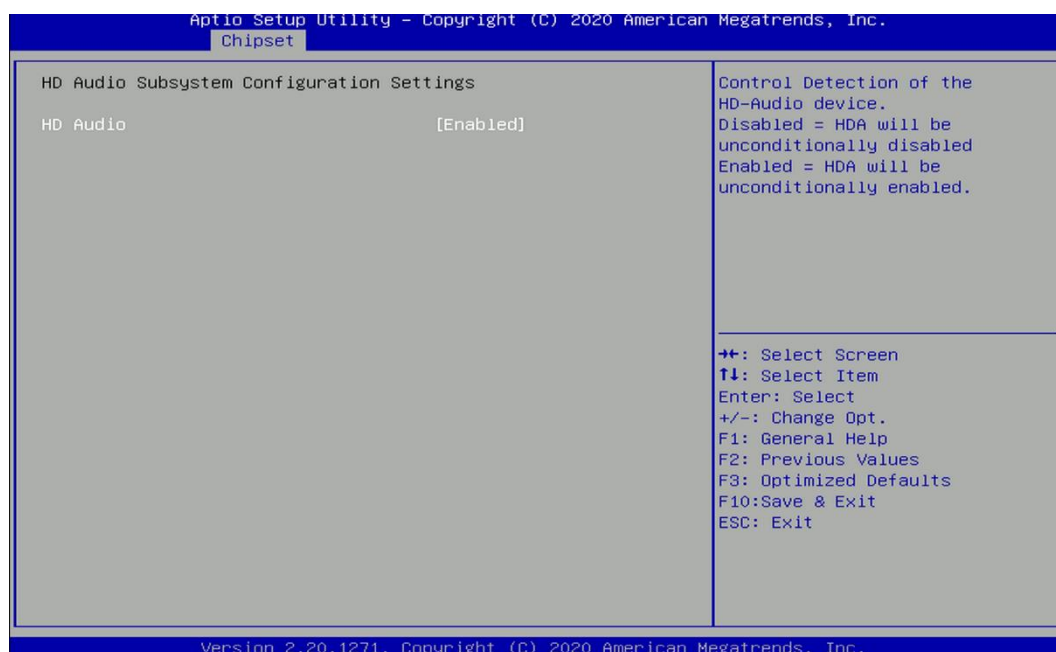 Aptio Setup Utility – Copyright (C) 2020 American Megatrends, Inc.
Chipset
HD Audio Subsystem Configuration Settings
HD Audio [Enabled]
Control Detection of the
HD-Audio device.
Disabled = HDA will be
unconditionally disabled
Enabled = HDA will be
unconditionally enabled.
→←: Select Screen
↑↓: Select Item
Enter: Select
+/-: Change Opt.
F1: General Help
F2: Previous Values
F3: Optimized Defaults
F10:Save & Exit
ESC: Exit
Version 2.20.1271. Copyright (C) 2020 American Megatrends, Inc.